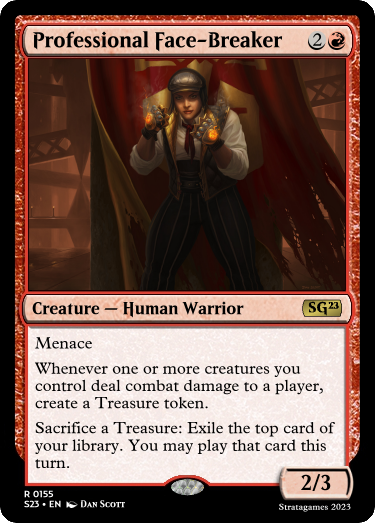 Professional Face-Breaker 2
Creature — Human Warrior SG23
Menace
Whenever one or more creatures you
control deal combat damage to a player,
create a Treasure token.
Sacrifice a Treasure: Exile the top card of
your library. You may play that card this
turn.
2/3
R 0155
S23 • EN DAN SCOTT
Stratagames 2023